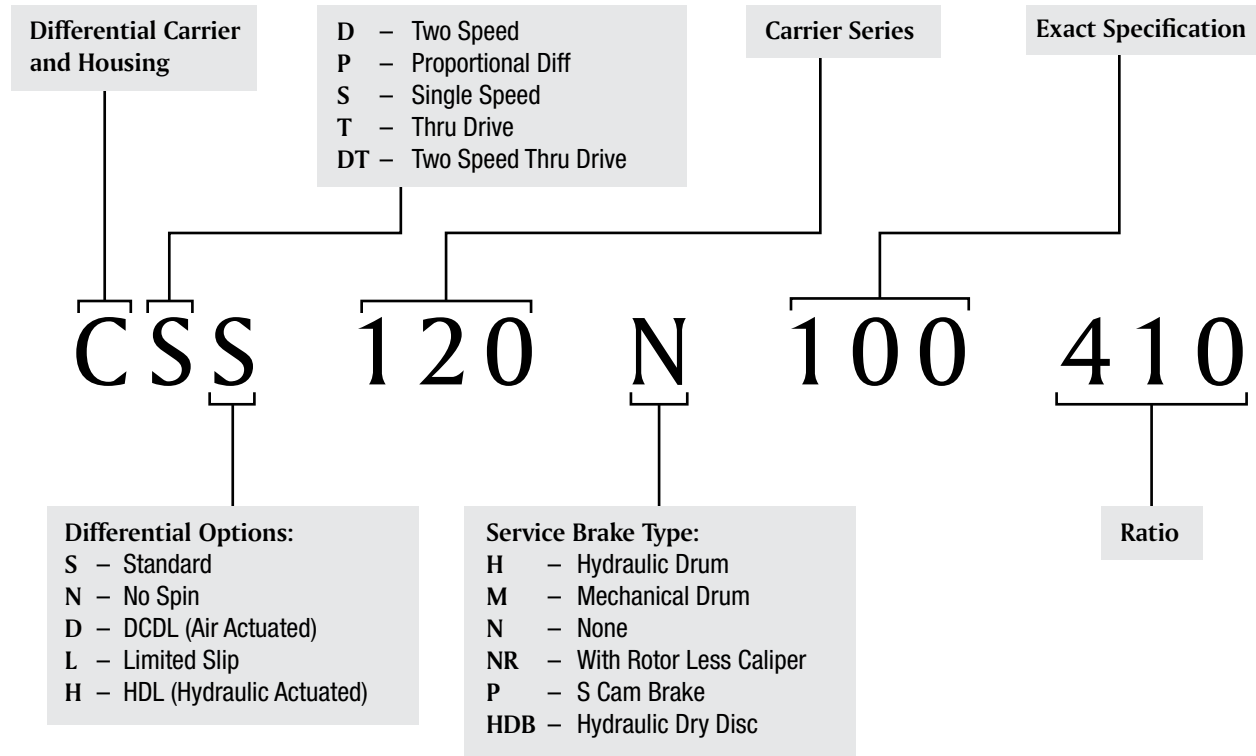 Differential Carrier
and Housing
D – Two Speed
P – Proportional Diff
S – Single Speed
T – Thru Drive
DT – Two Speed Thru Drive
Carrier Series
Exact Specification
CSS 120 N 100 410
Differential Options:
S – Standard
N – No Spin
D – DCDL (Air Actuated)
L – Limited Slip
H – HDL (Hydraulic Actuated)
Service Brake Type:
H – Hydraulic Drum
M – Mechanical Drum
N – None
NR – With Rotor Less Caliper
P – S Cam Brake
HDB – Hydraulic Dry Disc
Ratio